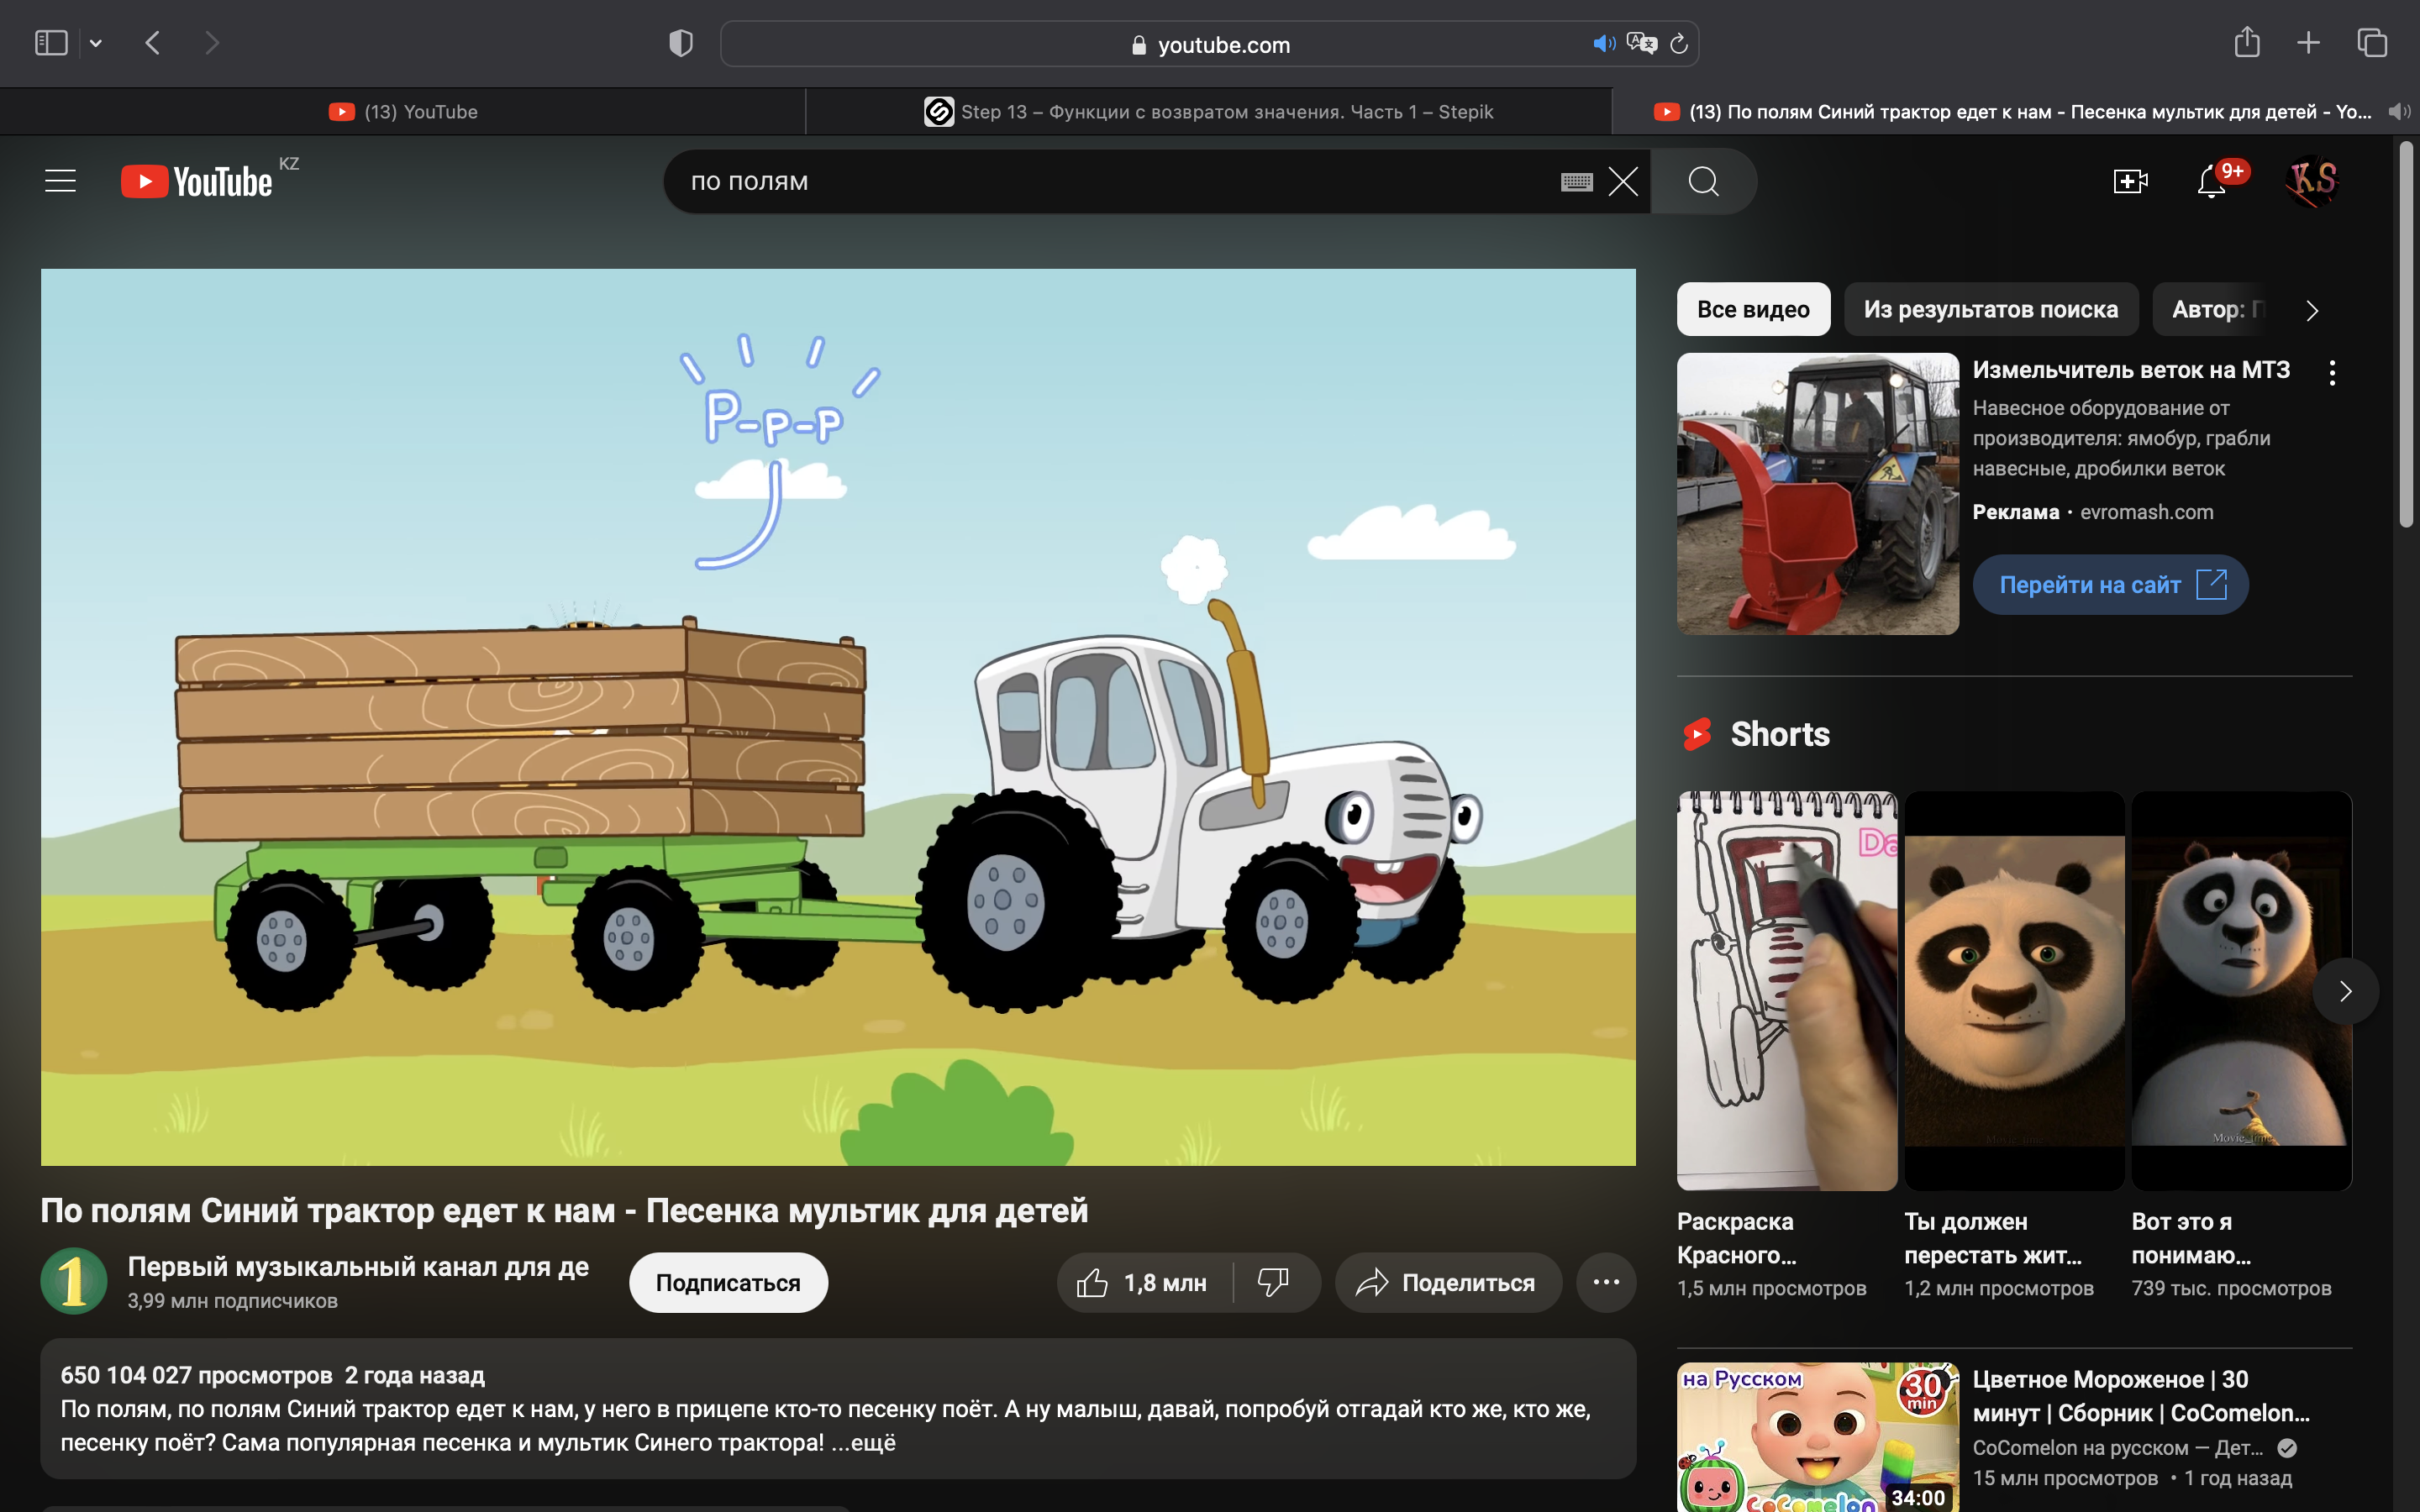 youtube.com
(13) YouTube
Step 13 – Функции с возвратом значения. Часть 1 – Stepik
(13) По полям Синий трактор едет к нам - Песенка мультик для детей - Yo...
YouTube
KZ
по полям
9+
KS
Р-Р-Р
По полям Синий трактор едет к нам - Песенка мультик для детей
1
Первый музыкальный канал для де
3,99 млн подписчиков
Подписаться
1,8 млн
Поделиться
650 104 027 просмотров 2 года назад
По полям, по полям Синий трактор едет к нам, у него в прицепе кто-то песенку поёт. А ну малыш, давай, попробуй отгадай кто же, кто же,
песенку поёт? Сама популярная песенка и мультик Синего трактора! ...ещё
Все видео
Из результатов поиска
Автор:
Измельчитель веток на МТЗ
Навесное оборудование от
производителя: ямобур, грабли
навесные, дробилки веток
Реклама · evromash.com
Перейти на сайт
Shorts
Movie_time
Movie_time
Раскраска
Красного...
1,5 млн просмотров
Ты должен
перестать жит...
1,2 млн просмотров
Вот это я
понимаю...
739 тыс. просмотров
на Русском
30
min
CoComelon
34:00
Цветное Мороженое | 30
минут | Сборник | CoComelon...
CoComelon на русском — Дет...
15 млн просмотров · 1 год назад